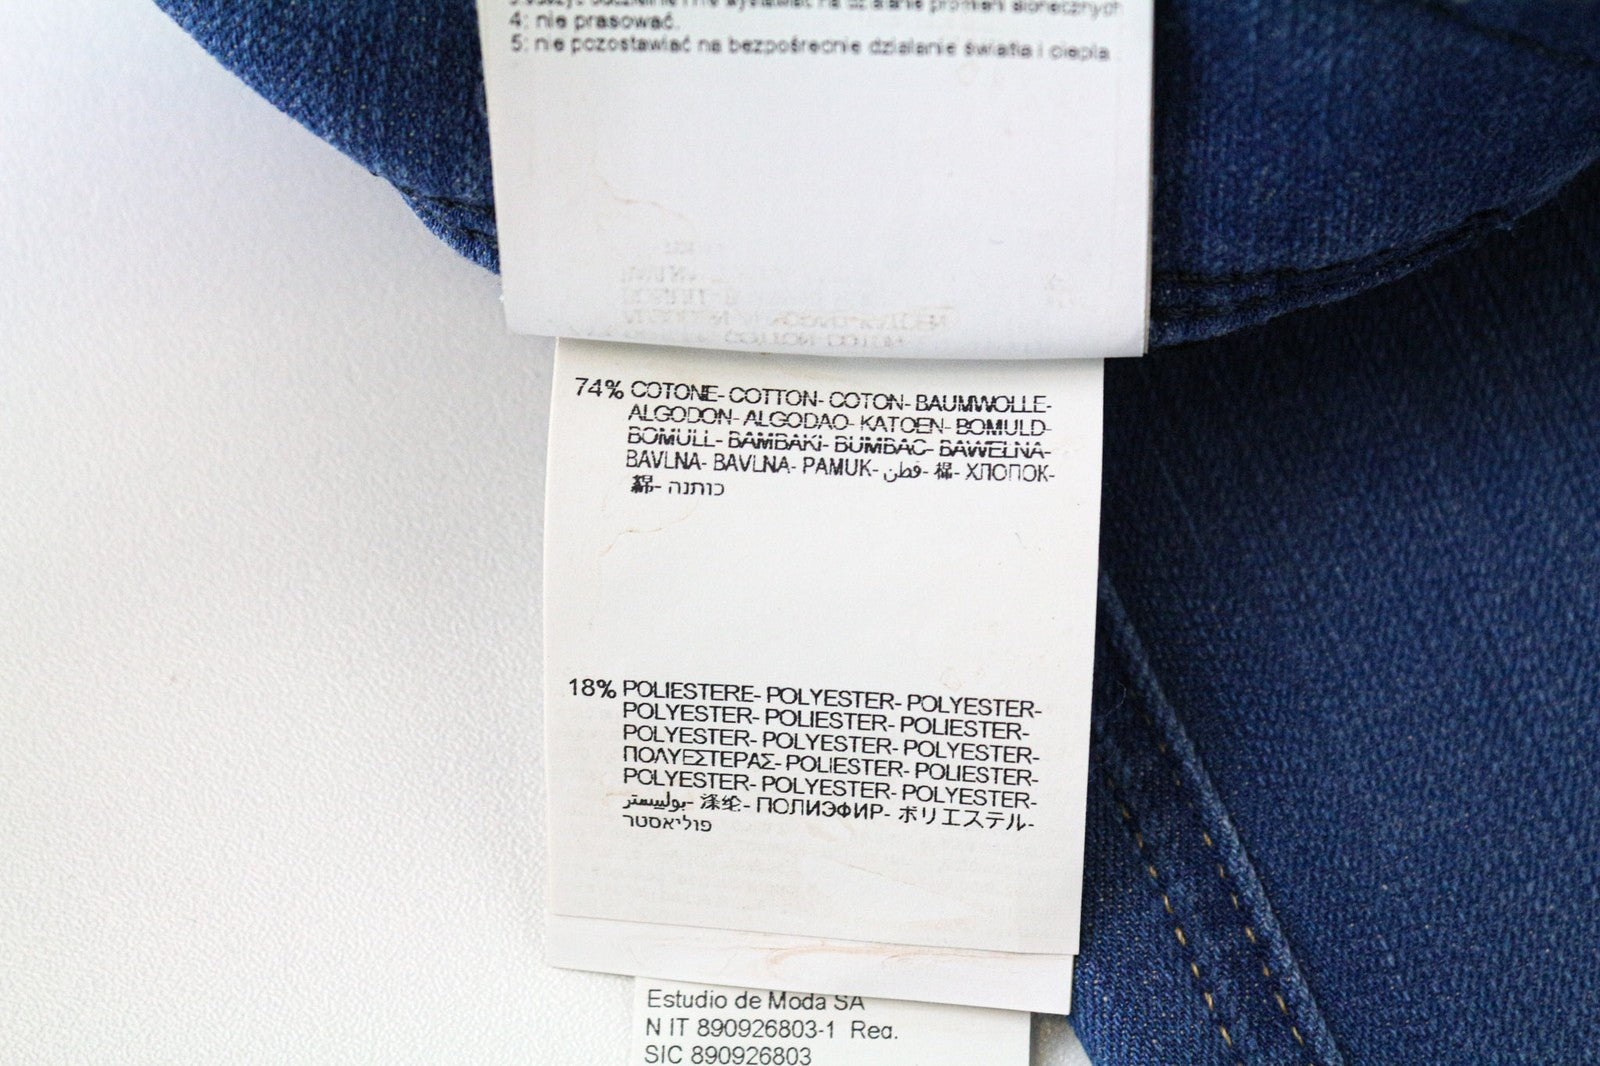 4: nie prasować.
5: nie pozostawiać na bezpośrednie działanie światła i ciepła
74% COTONE- COTTON- COTON- BAUMWOLLE-
ALGODON- ALGODAO- KATOEN- BOMULD-
BOMULL- BAMBAKI- BUMBAC- BAWELNA-
BAVLNA- BAVLNA- PAMUK- قطن- 棉- ХЛОПОК-
綿- כותנה
18% POLIESTERE- POLYESTER- POLYESTER-
POLYESTER- POLIESTER- POLIESTER-
POLYESTER- POLYESTER- POLYESTER-
ΠΟΛΥΕΣΤΕΡΑΣ- POLIESTER- POLIESTER-
POLYESTER- POLYESTER- POLYESTER-
بوليستر- 涤纶- ПОЛИЭФИР- ポリエステル-
פוליאסטר
Estudio de Moda SA
N IT 890926803-1 Reg.
SIC 890926803